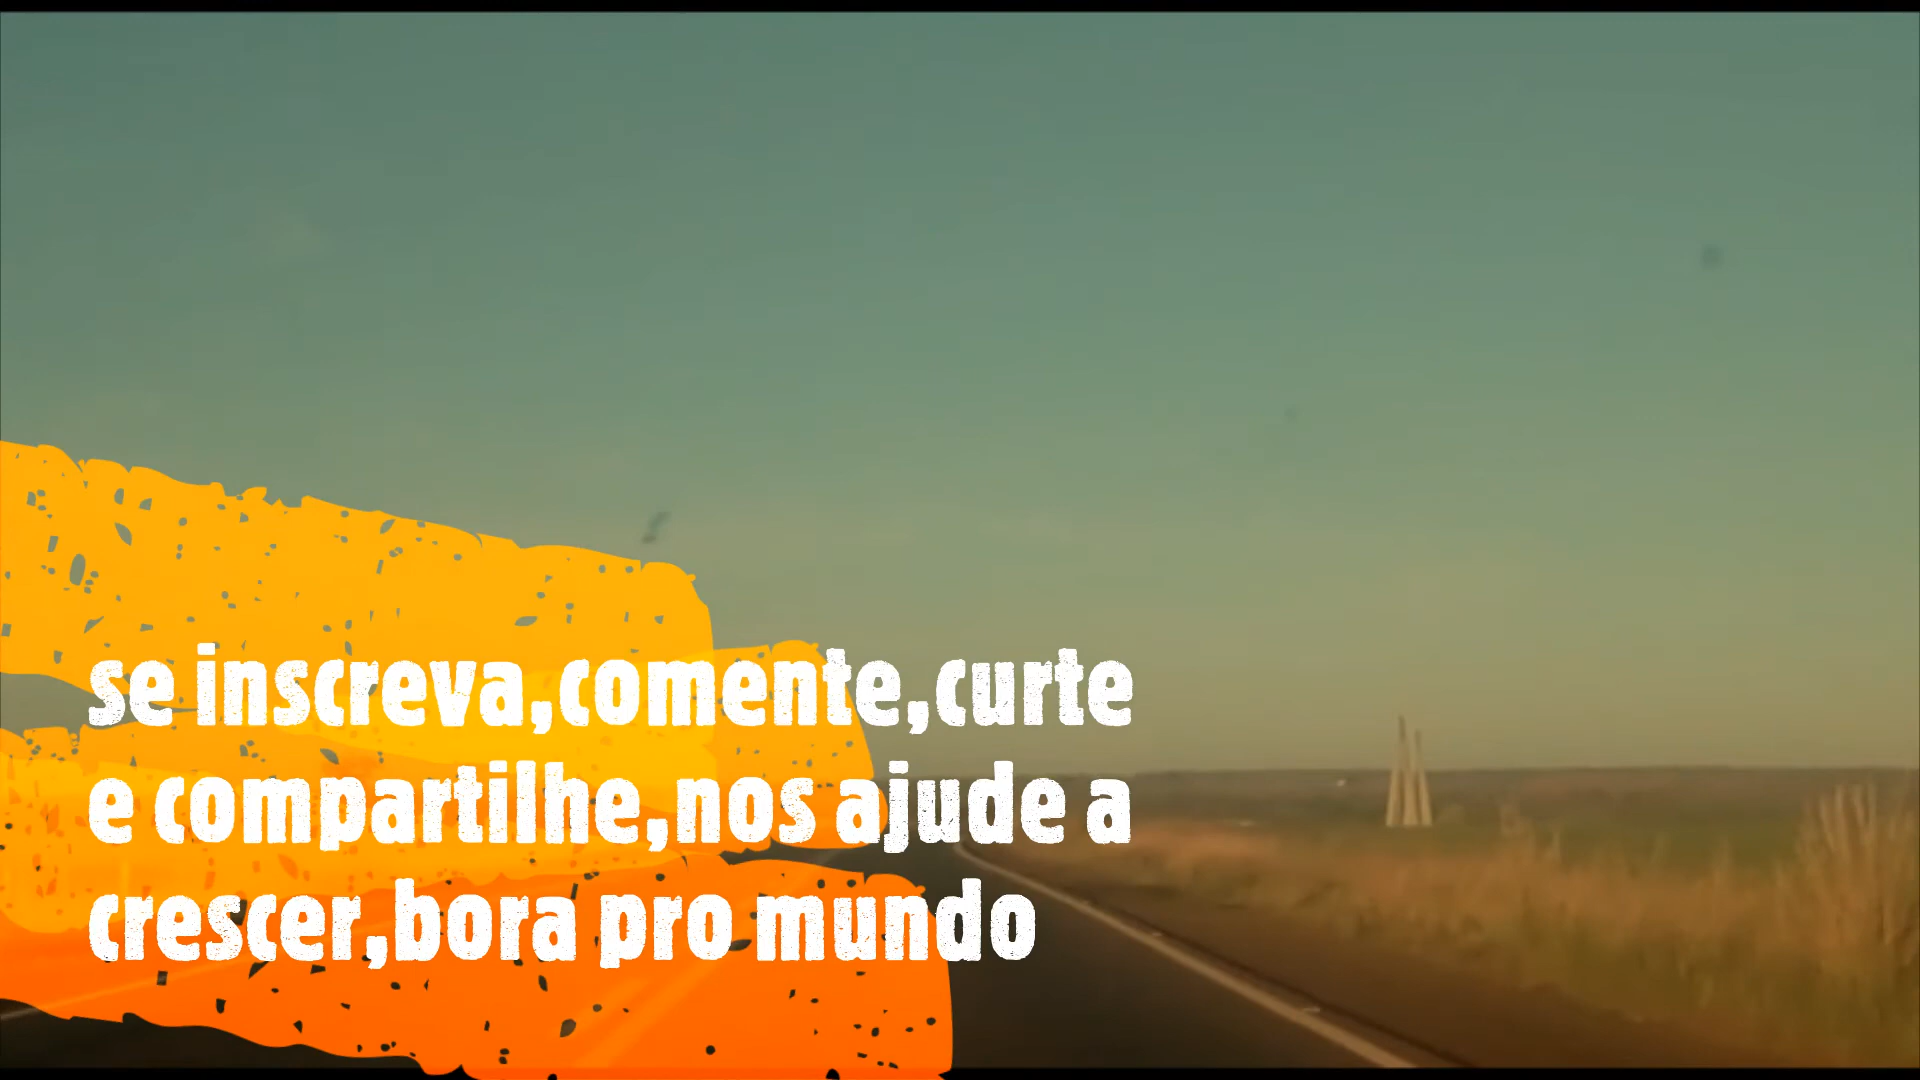 se inscreva,comente,curte
e compartilhe,nos ajude a
crescer,bora pro mundo